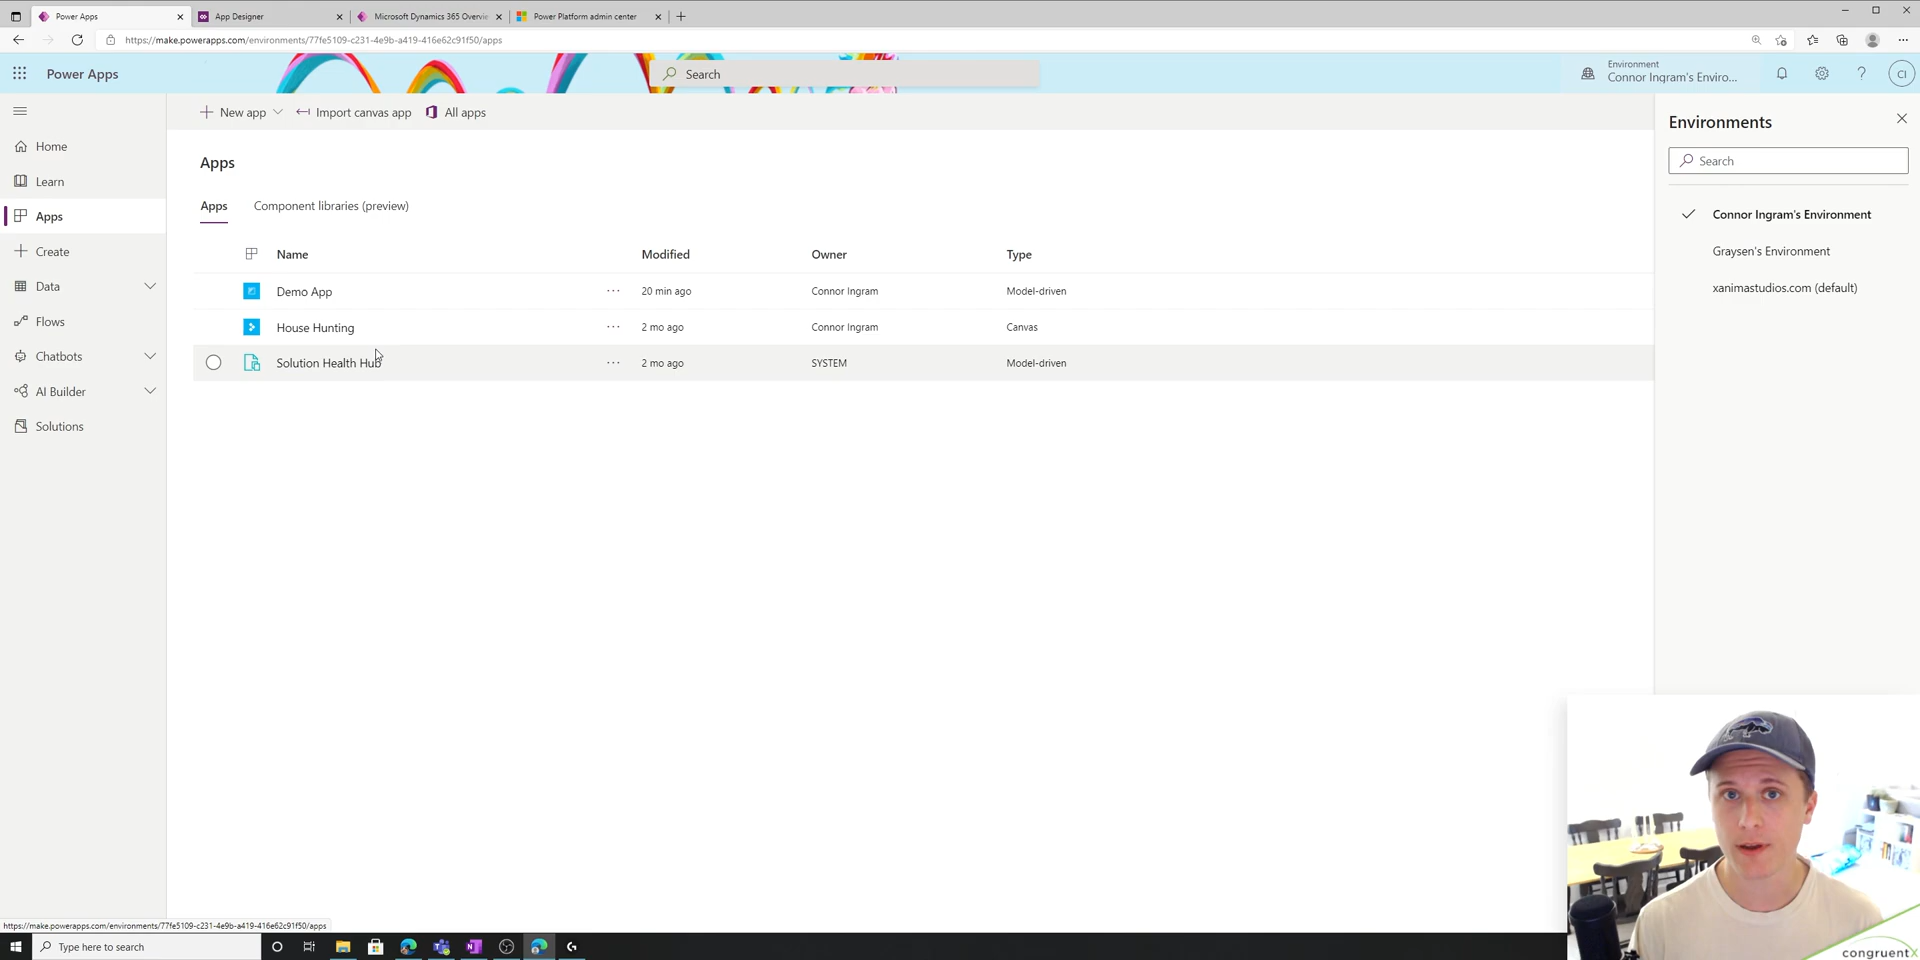 Power Apps
App Designer
Microsoft Dynamics 365 Overvie
Power Platform admin center
https://make.powerapps.com/environments/77fe5109-c231-4e9b-a419-416e62c91f50/apps
Power Apps
Search
Environment
Connor Ingram's Enviro...
CI
New app
Import canvas app
All apps
Home
Learn
Apps
Create
Data
Flows
Chatbots
AI Builder
Solutions
Apps
Apps
Component libraries (preview)
Name Modified Owner Type
Demo App ... 20 min ago Connor Ingram Model-driven
House Hunting ... 2 mo ago Connor Ingram Canvas
Solution Health Hub ... 2 mo ago SYSTEM Model-driven
Environments
Search
Connor Ingram's Environment
Graysen's Environment
xanimastudios.com (default)
https://make.powerapps.com/environments/77fe5109-c231-4e9b-a419-416e62c91f50/apps
Type here to search
congruentX